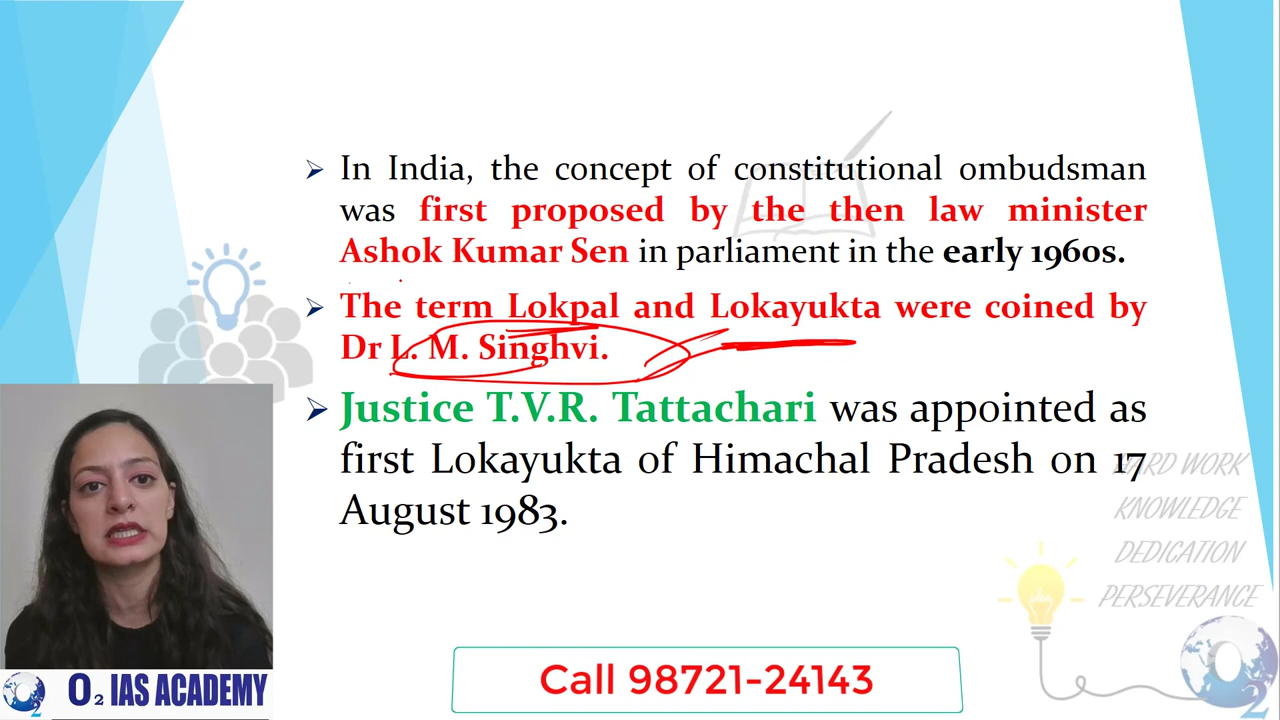 ➢ In India, the concept of constitutional ombudsman
was first proposed by the then law minister
Ashok Kumar Sen in parliament in the early 1960s.
➢ The term Lokpal and Lokayukta were coined by
Dr L. M. Singhvi.
➢ Justice T.V.R. Tattachari was appointed as
first Lokayukta of Himachal Pradesh on 17
August 1983.
HARD WORK
KNOWLEDGE
DEDICATION
PERSEVERANCE
Call 98721-24143
O2 IAS ACADEMY
O2